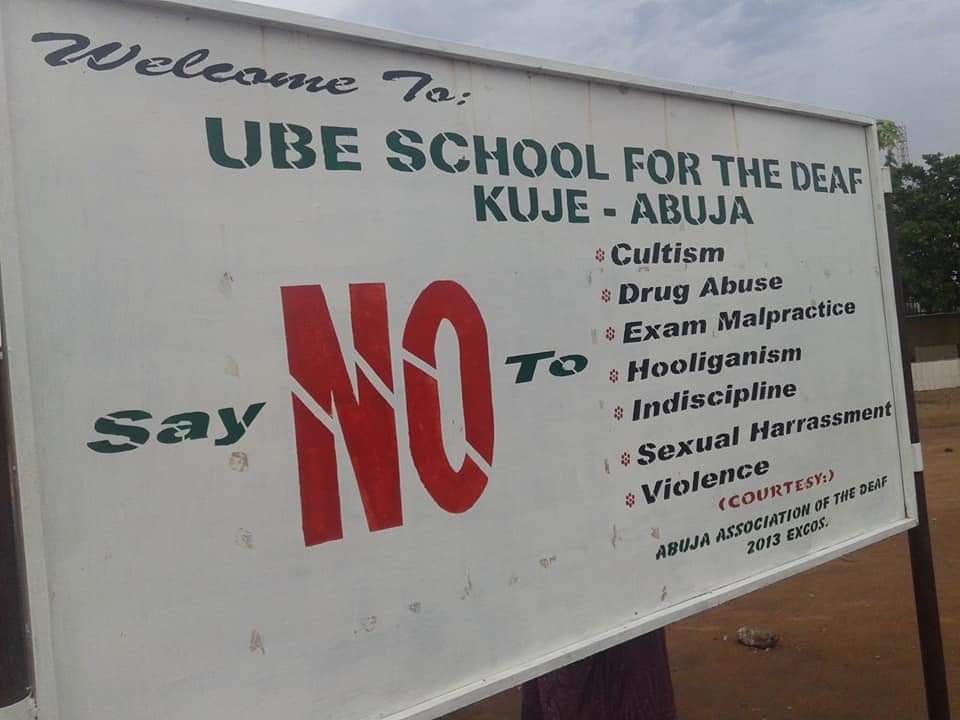 Welcome To:
UBE SCHOOL FOR THE DEAF
KUJE - ABUJA
Say NO To
Cultism
Drug Abuse
Exam Malpractice
Hooliganism
Indiscipline
Sexual Harrassment
Violence
(COURTESY:)
ABUJA ASSOCIATION OF THE DEAF
2013 EXCOS.